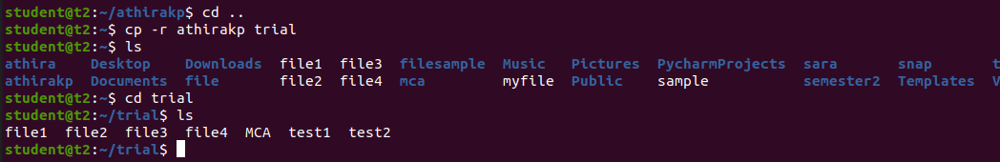 student@t2:~/athirakp$ cd ..
student@t2:~$ cp -r athirakp trial
student@t2:~$ ls
athira Desktop Downloads file1 file3 filesample Music Pictures PycharmProjects sara snap t
athirakp Documents file file2 file4 mca myfile Public sample semester2 Templates V
student@t2:~$ cd trial
student@t2:~/trial$ ls
file1 file2 file3 file4 MCA test1 test2
student@t2:~/trial$